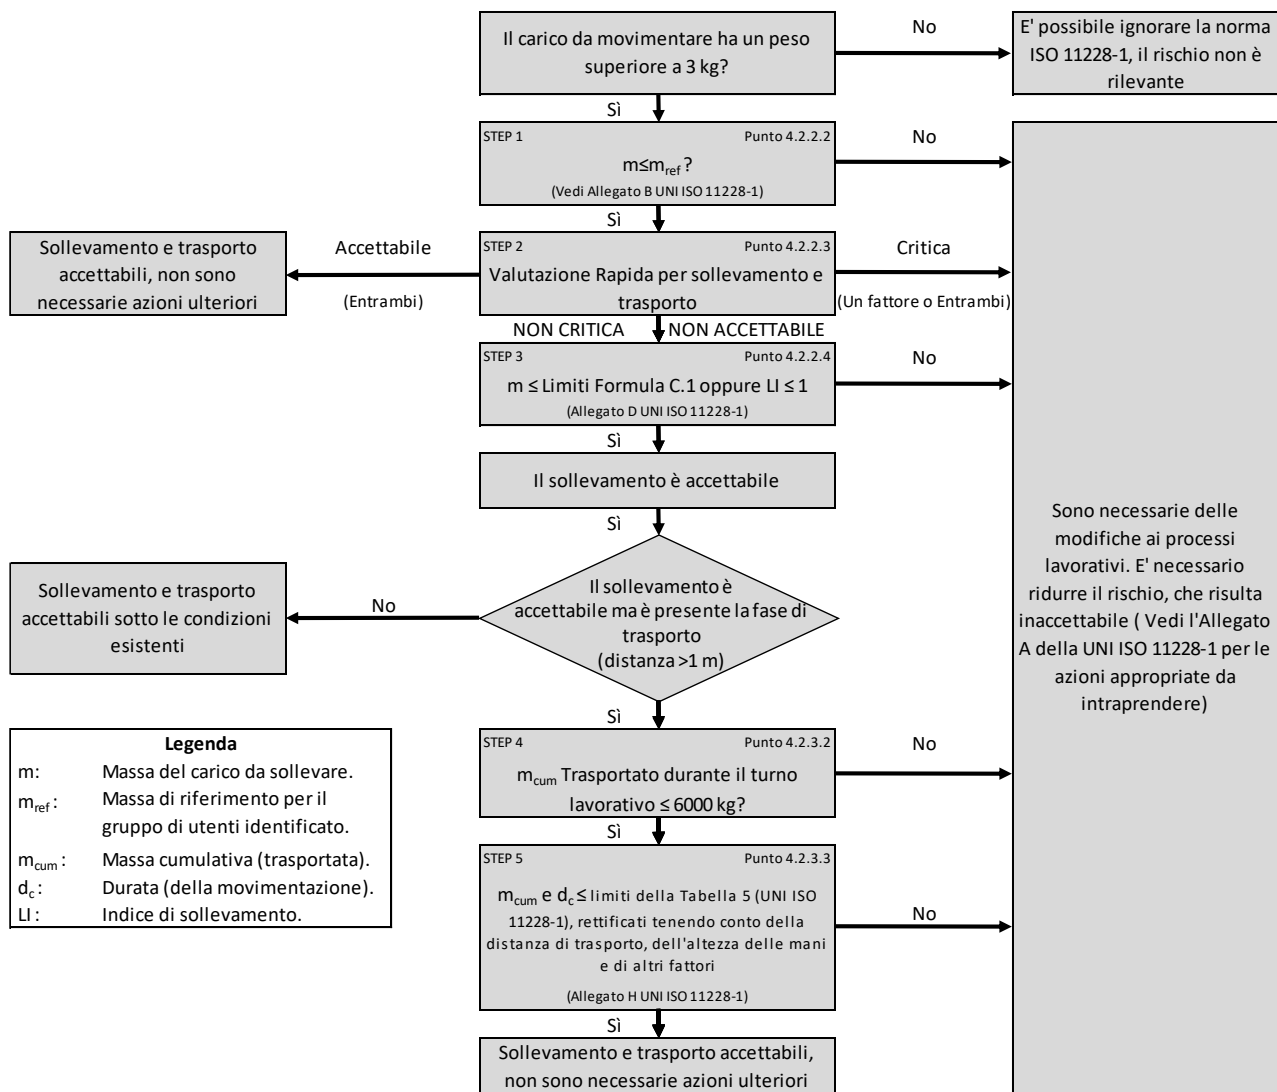 Il carico da movimentare ha un peso
superiore a 3 kg?
No
E' possibile ignorare la norma
ISO 11228-1, il rischio non è
rilevante
Sì
STEP 1 Punto 4.2.2.2
m≤m_ref ?
(Vedi Allegato B UNI ISO 11228-1)
No
Sì
Sollevamento e trasporto
accettabili, non sono
necessarie azioni ulteriori
Accettabile
(Entrambi)
STEP 2 Punto 4.2.2.3
Valutazione Rapida per sollevamento e
trasporto
Critica
(Un fattore o Entrambi)
NON CRITICA NON ACCETTABILE
STEP 3 Punto 4.2.2.4
m ≤ Limiti Formula C.1 oppure LI ≤ 1
(Allegato D UNI ISO 11228-1)
No
Sì
Il sollevamento è accettabile
Sì
Il sollevamento è
accettabile ma è presente la fase di
trasporto
(distanza >1 m)
No
Sollevamento e trasporto
accettabili sotto le condizioni
esistenti
Sono necessarie delle
modifiche ai processi
lavorativi. E' necessario
ridurre il rischio, che risulta
inaccettabile ( Vedi l'Allegato
A della UNI ISO 11228-1 per le
azioni appropriate da
intraprendere)
Sì
STEP 4 Punto 4.2.3.2
m_cum Trasportato durante il turno
lavorativo ≤ 6000 kg?
No
Sì
STEP 5 Punto 4.2.3.3
m_cum e d_c ≤ limiti della Tabella 5 (UNI ISO
11228-1), rettificati tenendo conto della
distanza di trasporto, dell'altezza delle mani
e di altri fattori
(Allegato H UNI ISO 11228-1)
No
Sì
Sollevamento e trasporto accettabili,
non sono necessarie azioni ulteriori
Legenda
m: Massa del carico da sollevare.
m_ref : Massa di riferimento per il
gruppo di utenti identificato.
m_cum : Massa cumulativa (trasportata).
d_c : Durata (della movimentazione).
LI : Indice di sollevamento.